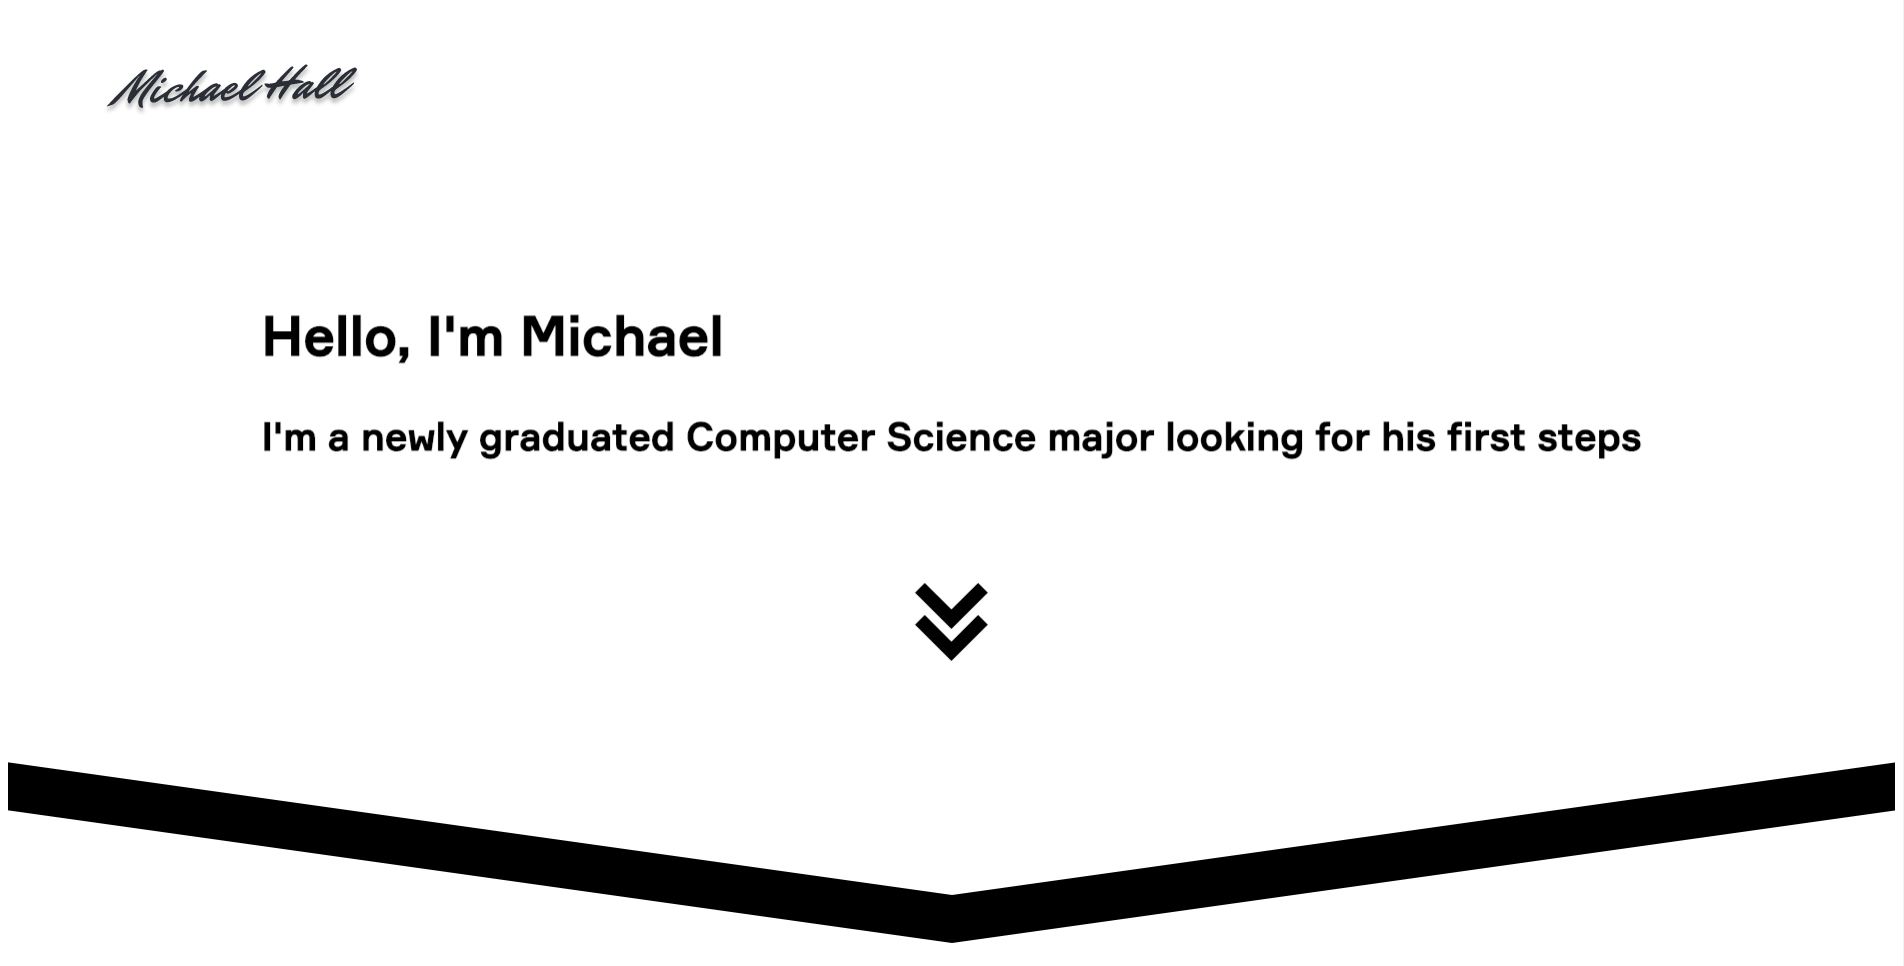 Michael Hall
Hello, I'm Michael
I'm a newly graduated Computer Science major looking for his first steps